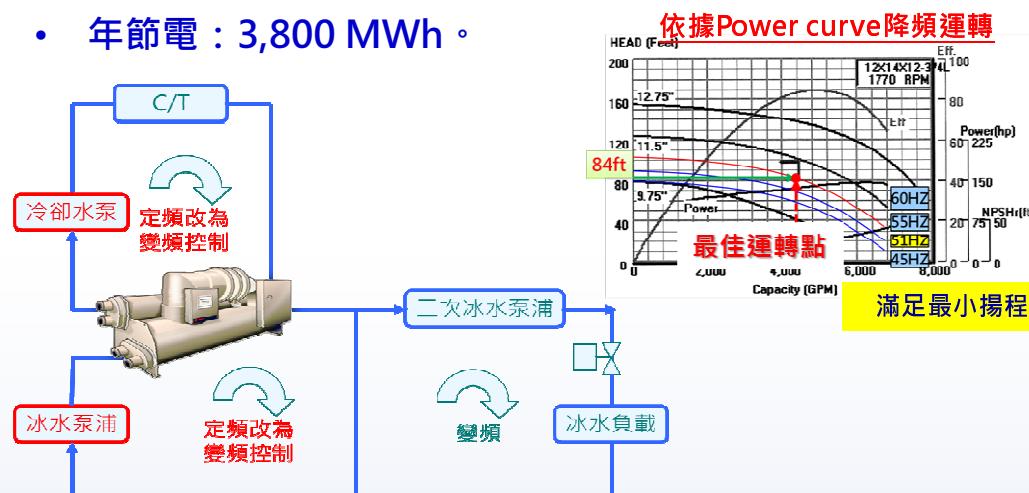 • 年節電：3,800 MWh。
依據Power curve降頻運轉
HEAD (Feet)
Eff.
200
160
120
80
40
0
12X14X12-3/4L
1770 RPM
100
80
60
40
20
0
12.75"
11.5"
9.75"
Eff
Power
Power(hp)
225
150
75
0
NPSHr(ft
50
0
84ft
60HZ
55HZ
51HZ
45HZ
最佳運轉點
0
2,000
4,000
6,000
8,000
Capacity (GPM)
滿足最小揚程
C/T
冷卻水泵
定頻改為
變頻控制
二次冰水泵浦
冰水泵浦
定頻改為
變頻控制
變頻
冰水負載